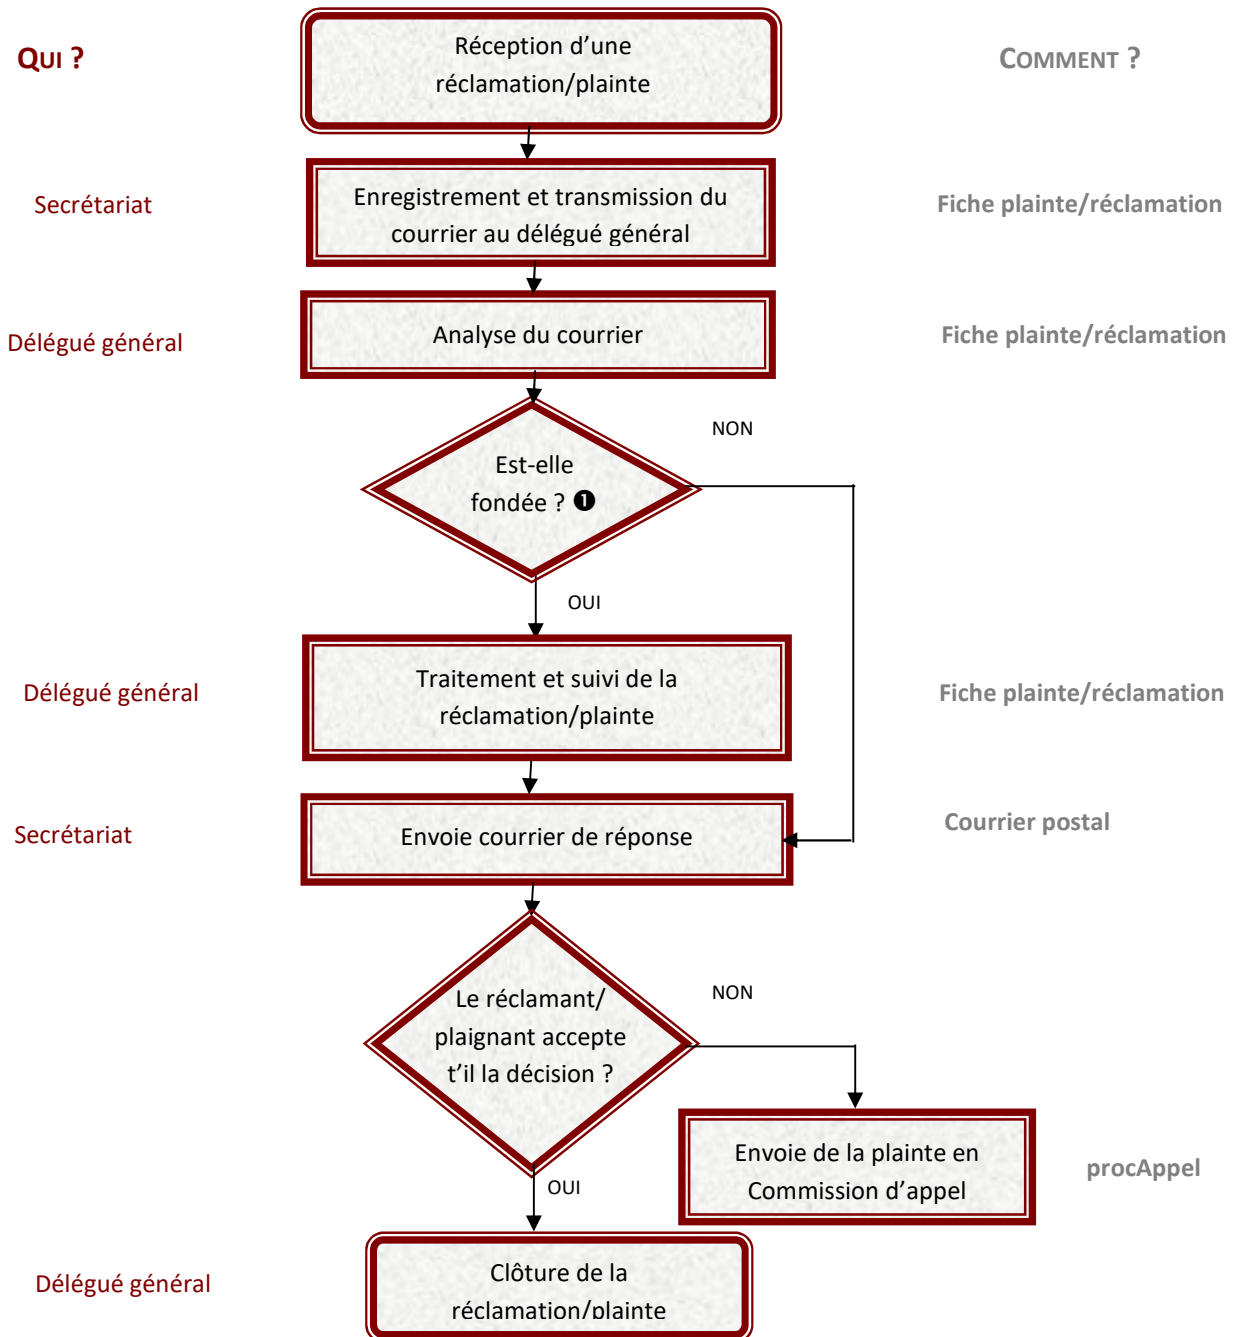 QUI ?
Réception d’une
réclamation/plainte
COMMENT ?
Secrétariat
Enregistrement et transmission du
courrier au délégué général
Fiche plainte/réclamation
Délégué général
Analyse du courrier
Fiche plainte/réclamation
NON
Est-elle
fondée ? ❶
OUI
Délégué général
Traitement et suivi de la
réclamation/plainte
Fiche plainte/réclamation
Secrétariat
Envoie courrier de réponse
Courrier postal
Le réclamant/
plaignant accepte
t’il la décision ?
NON
Envoie de la plainte en
Commission d’appel
procAppel
OUI
Délégué général
Clôture de la
réclamation/plainte